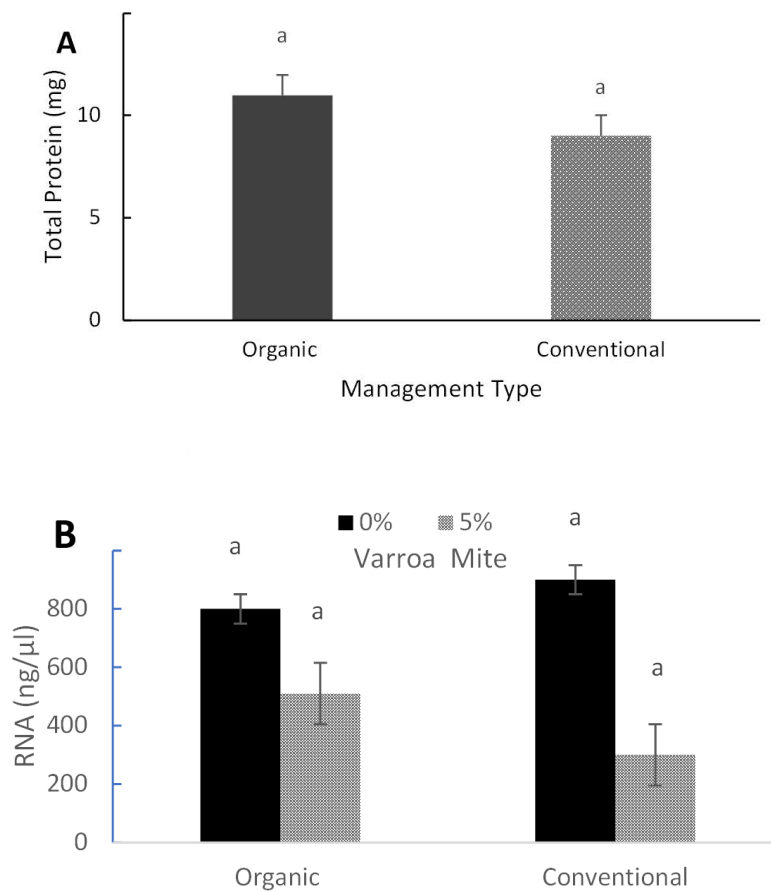 A
a
a
10
5
0
Total Protein (mg)
Organic Conventional
Management Type
B
0% 5%
Varroa Mite
a
a
a
a
800
600
400
200
0
RNA (ng/µl)
Organic Conventional